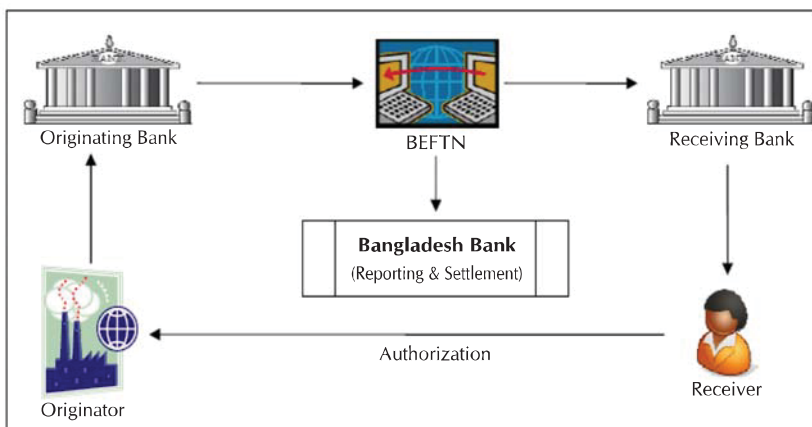 Originating Bank
BEFTN
Receiving Bank
Bangladesh Bank
(Reporting & Settlement)
Authorization
Originator
Receiver